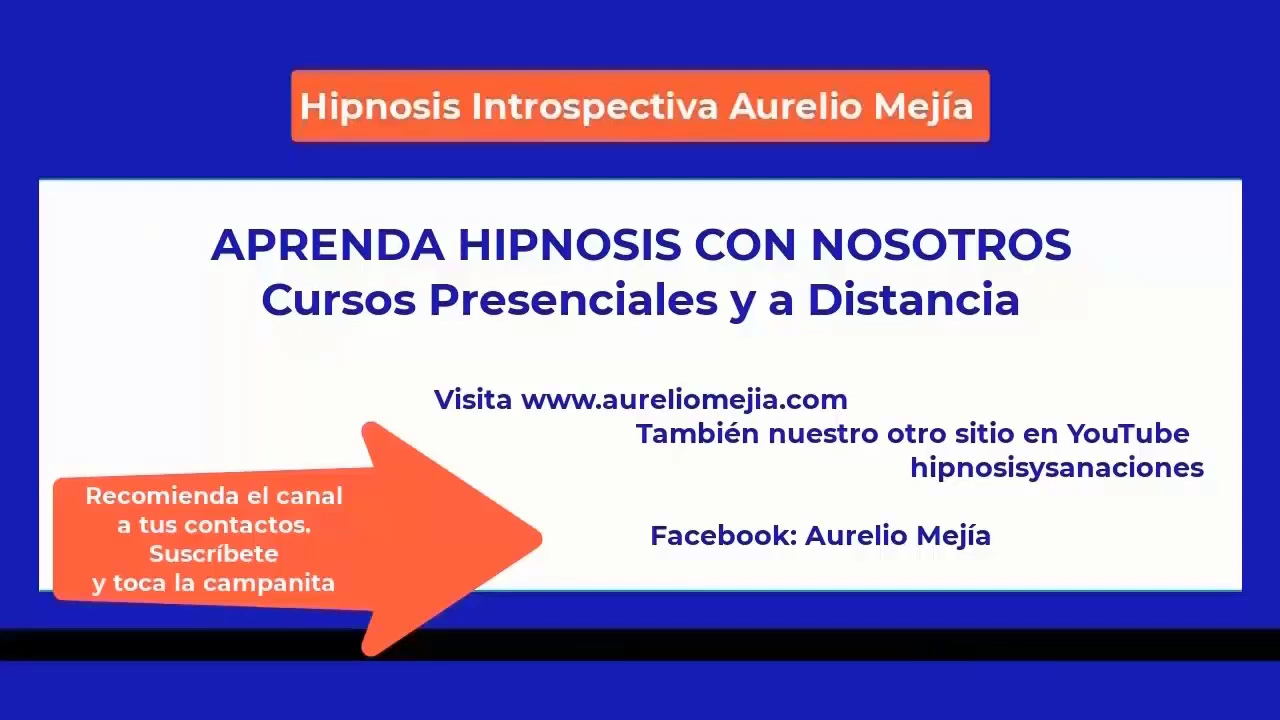 Hipnosis Introspectiva Aurelio Mejía
APRENDA HIPNOSIS CON NOSOTROS
Cursos Presenciales y a Distancia
Visita www.aureliomejia.com
También nuestro otro sitio en YouTube
hipnosisysanaciones
Facebook: Aurelio Mejía
Recomienda el canal
a tus contactos.
Suscríbete
y toca la campanita